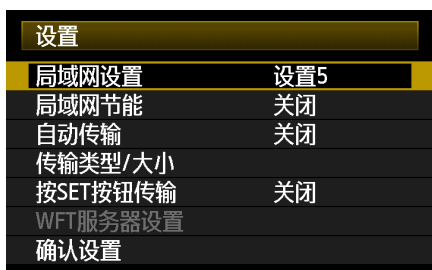 设置
局域网设置 设置5
局域网节能 关闭
自动传输 关闭
传输类型/大小
按SET按钮传输 关闭
WFT服务器设置
确认设置